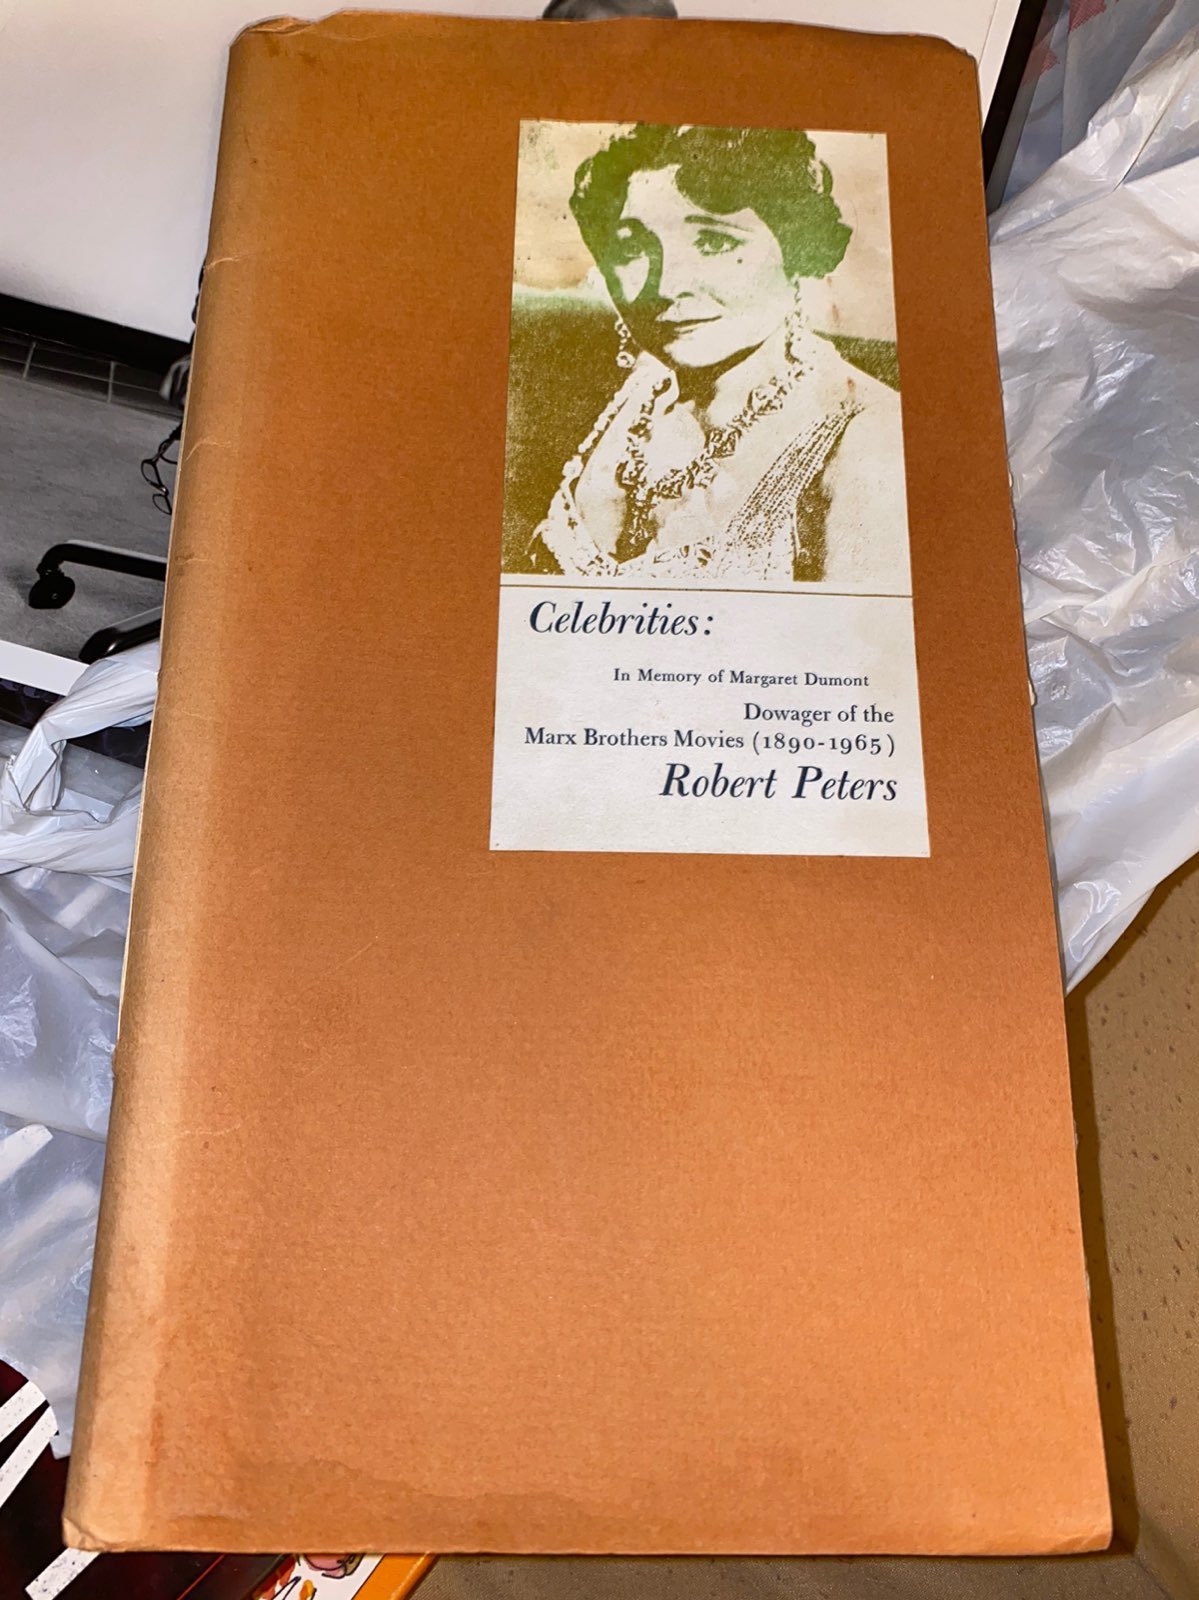 Celebrities:
In Memory of Margaret Dumont
Dowager of the
Marx Brothers Movies (1890-1965)
Robert Peters